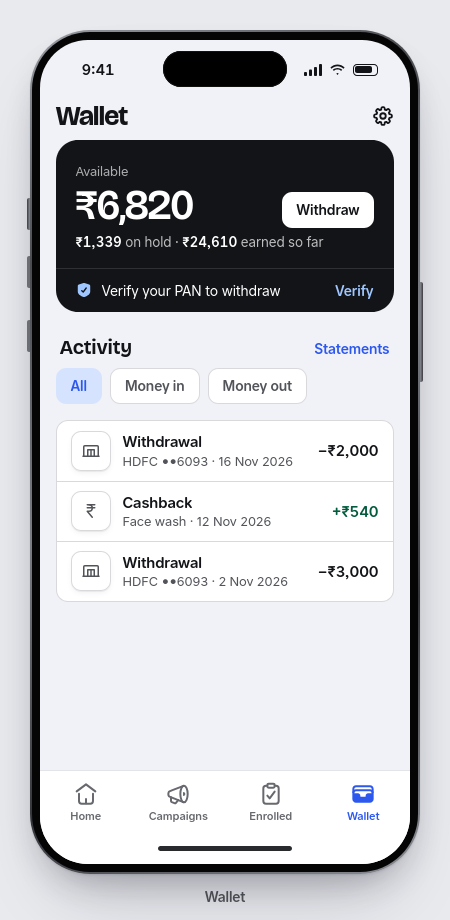 9:41
Wallet
Available
₹6,820
Withdraw
₹1,339 on hold · ₹24,610 earned so far
Verify your PAN to withdraw
Verify
Activity
Statements
All
Money in
Money out
Withdrawal
HDFC ••6093 · 16 Nov 2026
−₹2,000
₹
Cashback
Face wash · 12 Nov 2026
+₹540
Withdrawal
HDFC ••6093 · 2 Nov 2026
−₹3,000
Home
Campaigns
Enrolled
Wallet
Wallet